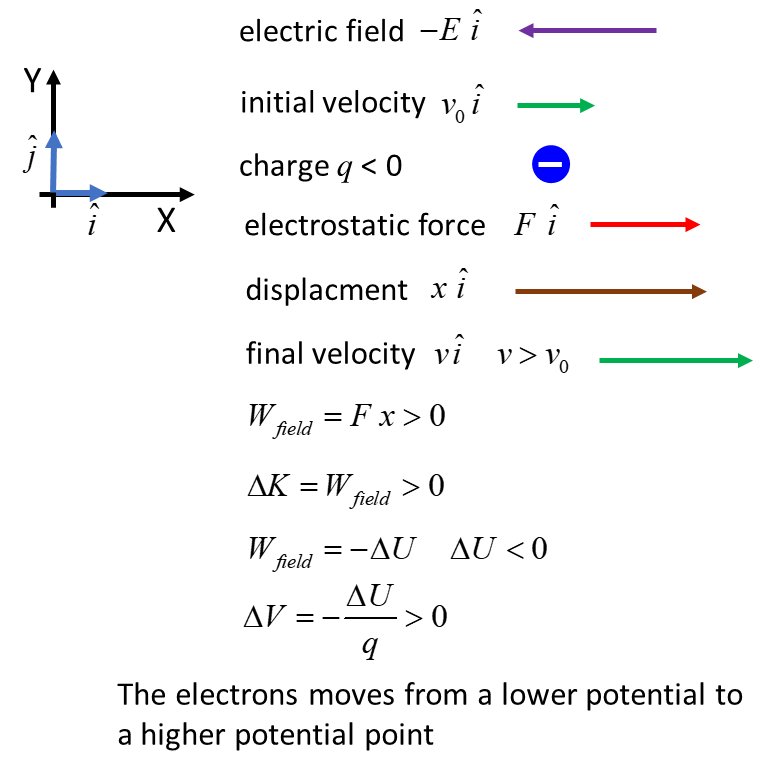 electric field −E î
Y
initial velocity v₀ î
ĵ
charge q < 0
−
X
î
electrostatic force F î
displacment x î
final velocity v î v > v₀
W_field = F x > 0
ΔK = W_field > 0
W_field = −ΔU ΔU < 0
ΔV = −ΔU/q > 0
The electrons moves from a lower potential to
a higher potential point